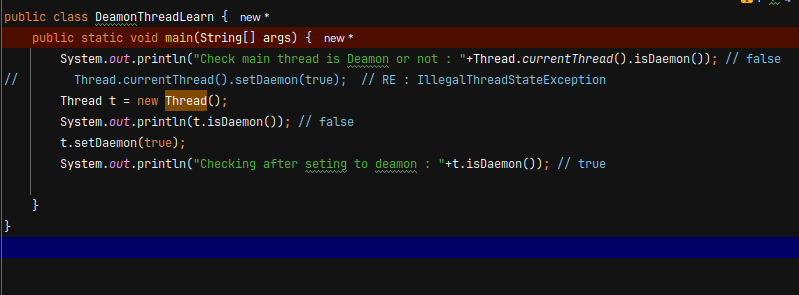 public class DeamonThreadLearn { new *
public static void main(String[] args) { new *
System.out.println("Check main thread is Deamon or not : "+Thread.currentThread().isDaemon()); // false
// Thread.currentThread().setDaemon(true); // RE : IllegalThreadStateException
Thread t = new Thread();
System.out.println(t.isDaemon()); // false
t.setDaemon(true);
System.out.println("Checking after seting to deamon : "+t.isDaemon()); // true
}
}